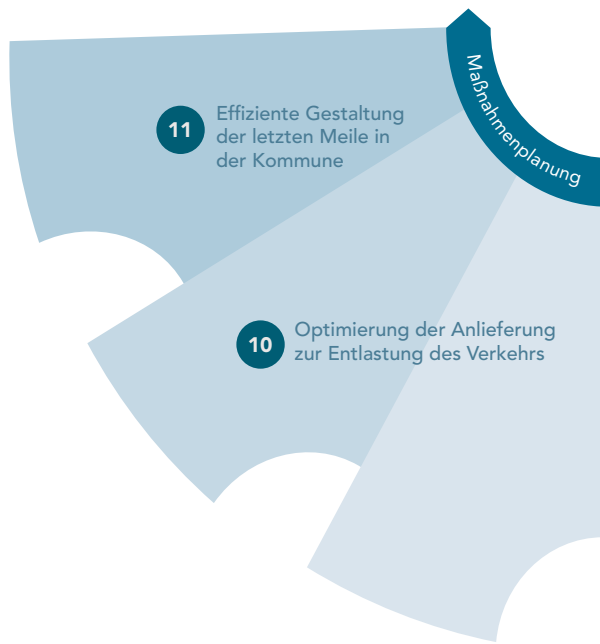 Maßnahmenplanung
11
Effiziente Gestaltung
der letzten Meile in
der Kommune
10
Optimierung der Anlieferung
zur Entlastung des Verkehrs